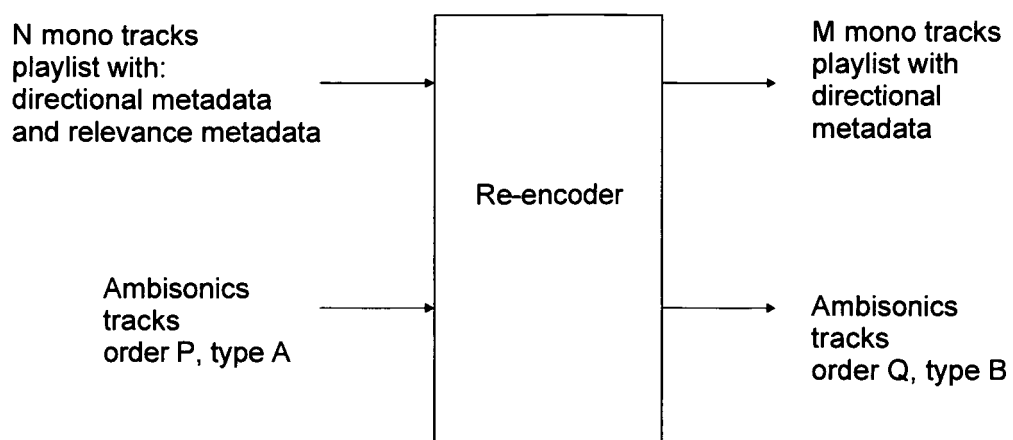 N mono tracks
playlist with:
directional metadata
and relevance metadata
M mono tracks
playlist with
directional
metadata
Re-encoder
Ambisonics
tracks
order P, type A
Ambisonics
tracks
order Q, type B